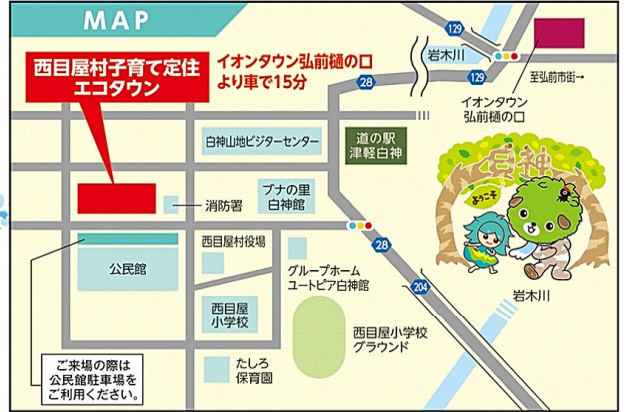 MAP
西目屋村子育て定住
エコタウン
イオンタウン弘前樋の口
より車で15分
129
岩木川
129
28
至弘前市街→
イオンタウン
弘前樋の口
白神山地ビジターセンター
道の駅
津軽白神
消防署
ブナの里
白神館
ようこそ
西目屋村役場
28
公民館
グループホーム
ユートピア白神館
204
岩木川
西目屋
小学校
西目屋小学校
グラウンド
たしろ
保育園
ご来場の際は
公民館駐車場を
ご利用ください。